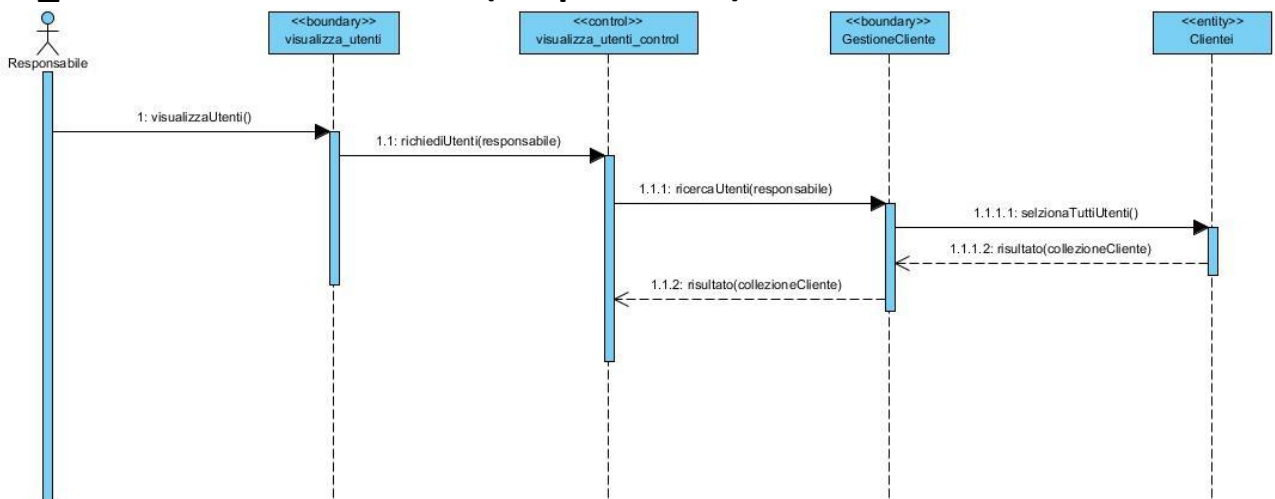 <<boundary>>
visualizza_utenti
<<control>>
visualizza_utenti_control
<<boundary>>
GestioneCliente
<<entity>>
Clientei
Responsabile
1: visualizzaUtenti()
1.1: richiediUtenti(responsabile)
1.1.1: ricercaUtenti(responsabile)
1.1.1.1: selzionaTuttiUtenti()
1.1.1.2: risultato(collezioneCliente)
1.1.2: risultato(collezioneCliente)